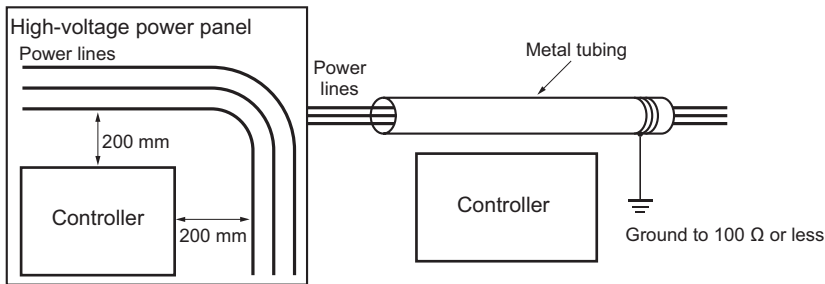 High-voltage power panel
Power lines
200 mm
Controller
200 mm
Power
lines
Metal tubing
Controller
Ground to 100 Ω or less